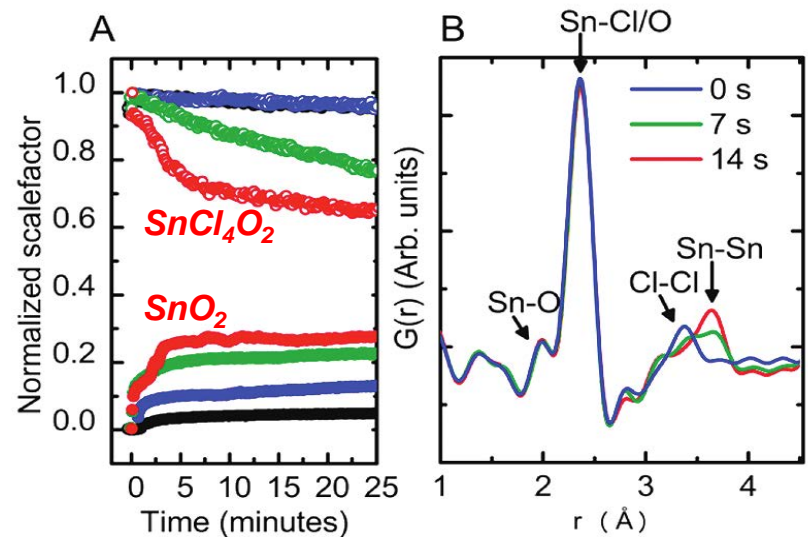 A
Normalized scalefactor
1.0
0.8
0.6
0.4
0.2
0.0
SnCl₄O₂
SnO₂
0 5 10 15 20 25
Time (minutes)
B
Sn-Cl/O
G(r) (Arb. units)
0 s
7 s
14 s
Sn-Sn
Cl-Cl
Sn-O
1 2 3 4
r (Å)